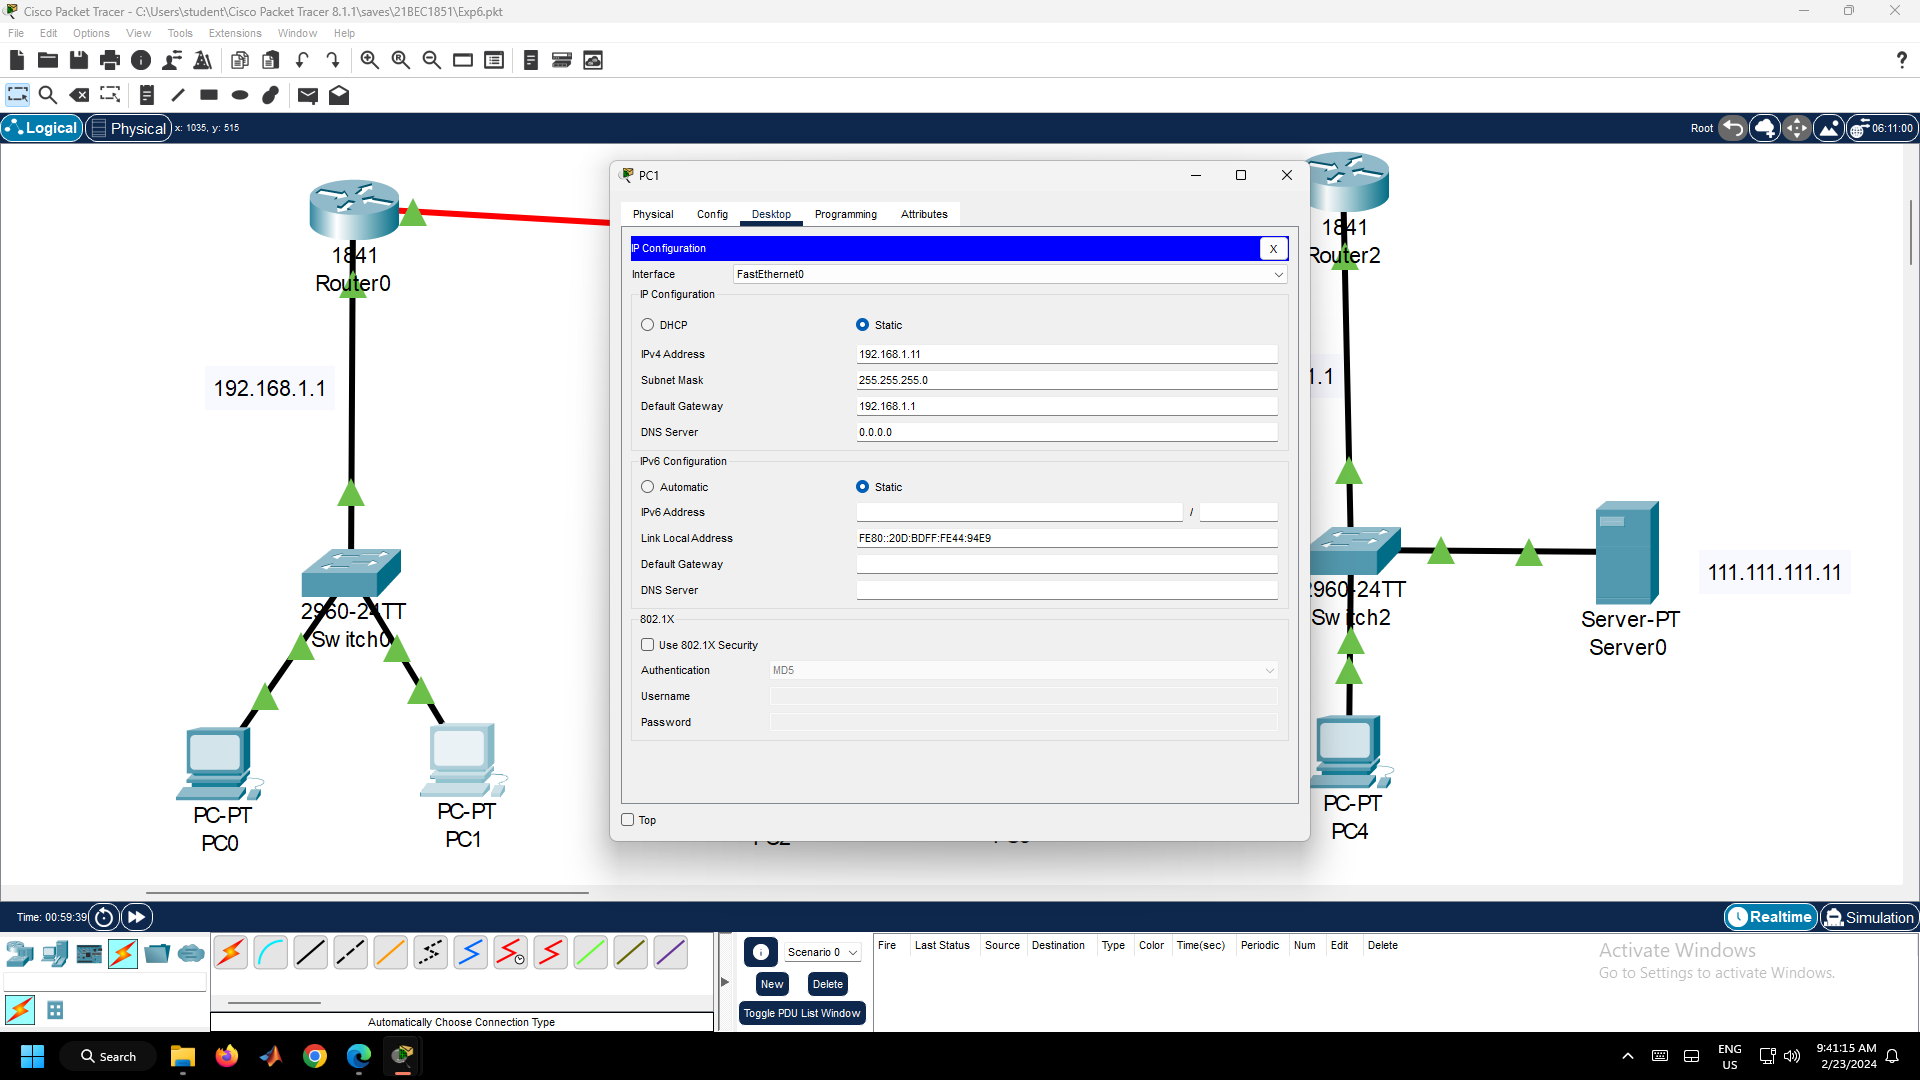 Cisco Packet Tracer - C:\Users\student\Cisco Packet Tracer 8.1.1\saves\21BEC1851\Exp6.pkt
File Edit Options View Tools Extensions Window Help
Logical Physical x: 1035, y: 515
Root 06:11:00
1841
Router0
192.168.1.1
2960-24TT
Switch0
PC-PT
PC0
PC-PT
PC1
PC1
Physical Config Desktop Programming Attributes
IP Configuration X
Interface FastEthernet0
IP Configuration
DHCP Static
IPv4 Address 192.168.1.11
Subnet Mask 255.255.255.0
Default Gateway 192.168.1.1
DNS Server 0.0.0.0
IPv6 Configuration
Automatic Static
IPv6 Address /
Link Local Address FE80::20D:BDFF:FE44:94E9
Default Gateway
DNS Server
802.1X
Use 802.1X Security
Authentication MD5
Username
Password
Top
1841
Router2
1.1
2960-24TT
Switch2
Server-PT
Server0
111.111.111.11
PC-PT
PC4
Time: 00:59:39
Realtime Simulation
Scenario 0
New Delete
Toggle PDU List Window
Automatically Choose Connection Type
Fire Last Status Source Destination Type Color Time(sec) Periodic Num Edit Delete
Activate Windows
Go to Settings to activate Windows.
Search
ENG
US
9:41:15 AM
2/23/2024